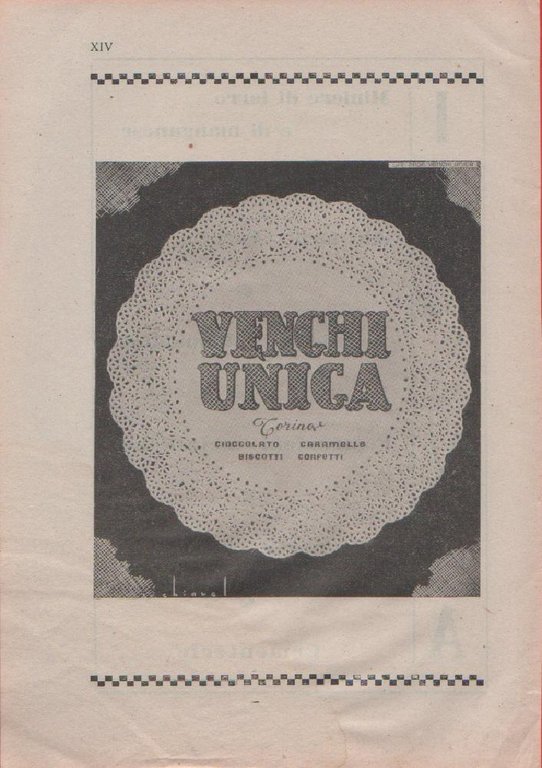 XIV
VENCHI
UNICA
Torino
CIOCCOLATO CARAMELLE
BISCOTTI CONFETTI